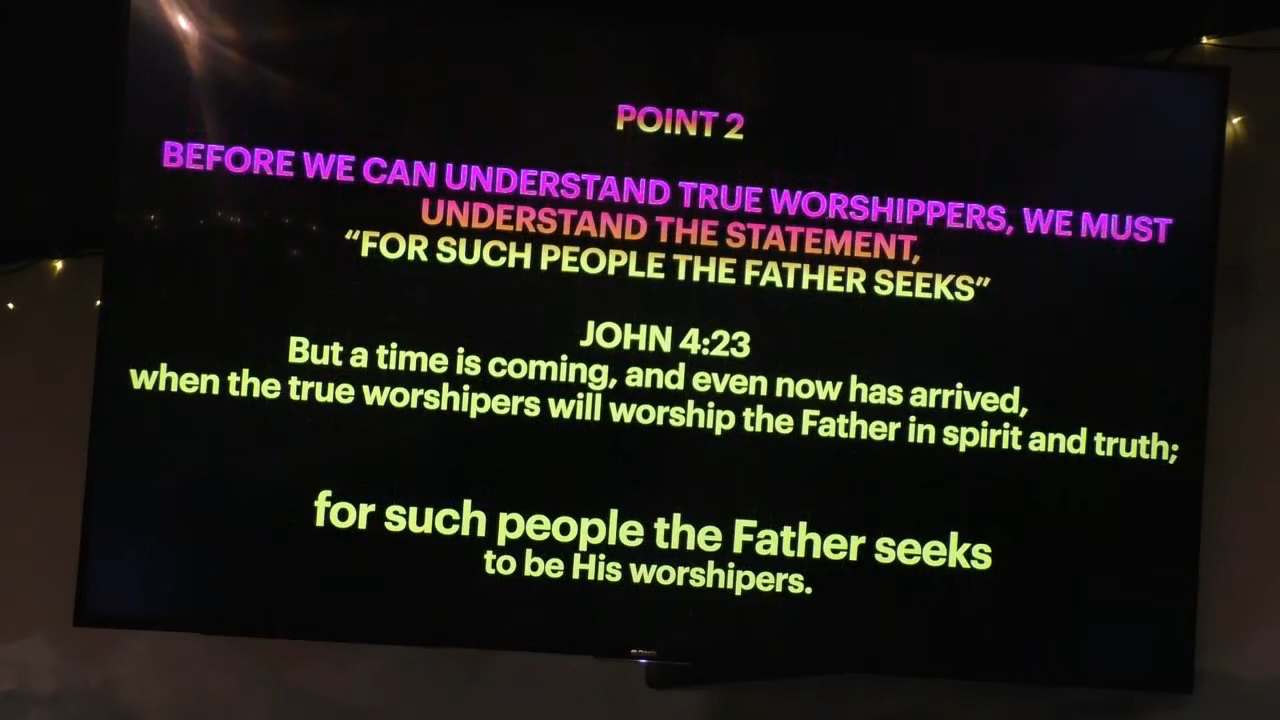 POINT 2
BEFORE WE CAN UNDERSTAND TRUE WORSHIPPERS, WE MUST
UNDERSTAND THE STATEMENT,
“FOR SUCH PEOPLE THE FATHER SEEKS”
JOHN 4:23
But a time is coming, and even now has arrived,
when the true worshipers will worship the Father in spirit and truth;
for such people the Father seeks
to be His worshipers.
SONY